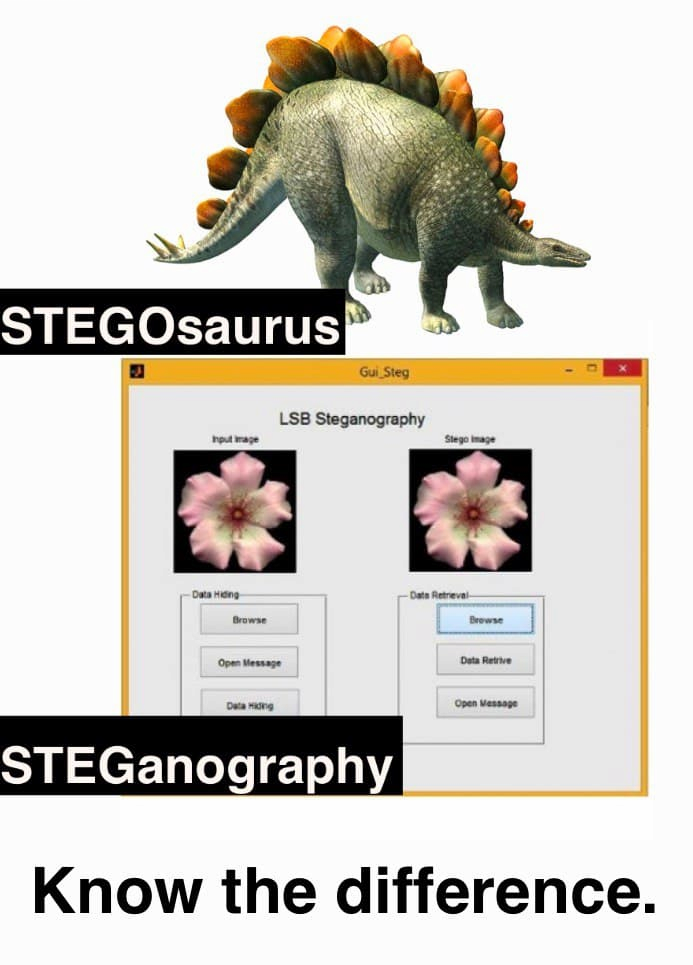 STEGOsaurus
Gui_Steg
LSB Steganography
Input Image
Stego Image
Data Hiding
Browse
Open Message
Data Hiding
Data Retrieval
Browse
Data Retrive
Open Message
STEGanography
Know the difference.